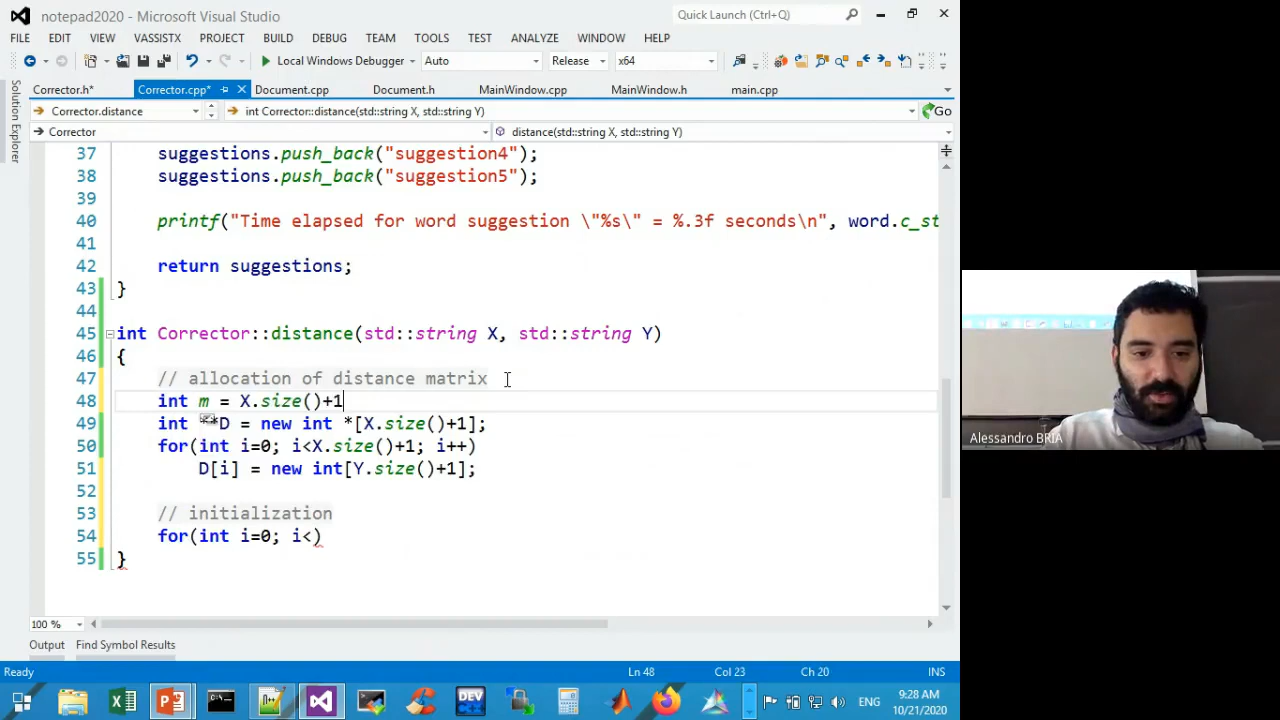 notepad2020 - Microsoft Visual Studio
Quick Launch (Ctrl+Q)
FILE EDIT VIEW VASSISTX PROJECT BUILD DEBUG TEAM TOOLS TEST ANALYZE WINDOW HELP
Local Windows Debugger Auto Release x64
Corrector.h* Corrector.cpp* Document.cpp Document.h MainWindow.cpp MainWindow.h main.cpp
Corrector.distance int Corrector::distance(std::string X, std::string Y) Go
Corrector distance(std::string X, std::string Y)
Solution Explorer
37 suggestions.push_back("suggestion4");
38 suggestions.push_back("suggestion5");
39
40 printf("Time elapsed for word suggestion \"%s\" = %.3f seconds\n", word.c_st
41
42 return suggestions;
43 }
44
45 int Corrector::distance(std::string X, std::string Y)
46 {
47 // allocation of distance matrix
48 int m = X.size()+1
49 int **D = new int *[X.size()+1];
50 for(int i=0; i<X.size()+1; i++)
51 D[i] = new int[Y.size()+1];
52
53 // initialization
54 for(int i=0; i<)
55 }
100 %
Output Find Symbol Results
Ready Ln 48 Col 23 Ch 20 INS
DEV
ENG
9:28 AM
10/21/2020
Alessandro BRIA